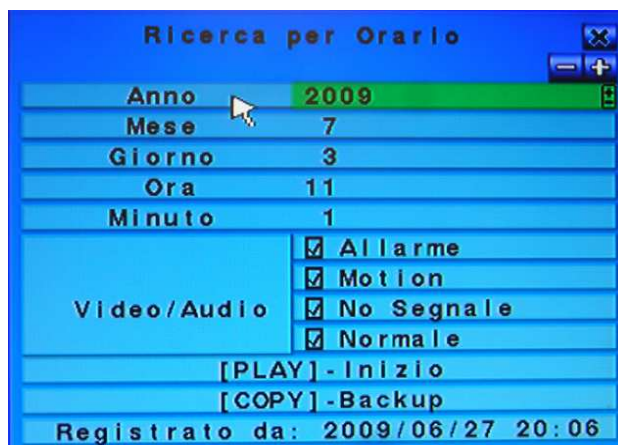 Ricerca per Orario
Anno 2009
Mese 7
Giorno 3
Ora 11
Minuto 1
Video/Audio
Allarme
Motion
No Segnale
Normale
[PLAY]-Inizio
[COPY]-Backup
Registrato da: 2009/06/27 20:06